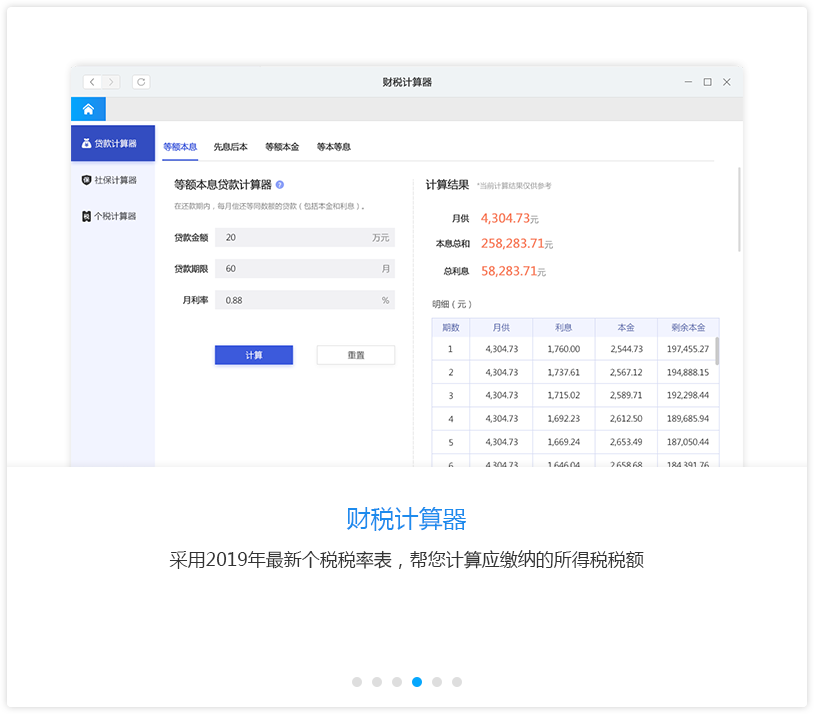 财税计算器
贷款计算器
社保计算器
个税计算器
等额本息 先息后本 等额本金 等本等息
等额本息贷款计算器 ?
在还款期内，每月偿还等同数额的贷款（包括本金和利息）。
贷款金额 20 万元
贷款期限 60 月
月利率 0.88 %
计算 重置
计算结果 *当前计算结果仅供参考
月供 4,304.73元
本息总和 258,283.71元
总利息 58,283.71元
明细（元）
期数 月供 利息 本金 剩余本金
1 4,304.73 1,760.00 2,544.73 197,455.27
2 4,304.73 1,737.61 2,567.12 194,888.15
3 4,304.73 1,715.02 2,589.71 192,298.44
4 4,304.73 1,692.23 2,612.50 189,685.94
5 4,304.73 1,669.24 2,653.49 187,050.44
6 4,304.73 1,646.04 2,658.68 184,391.76
财税计算器
采用2019年最新个税税率表，帮您计算应缴纳的所得税税额